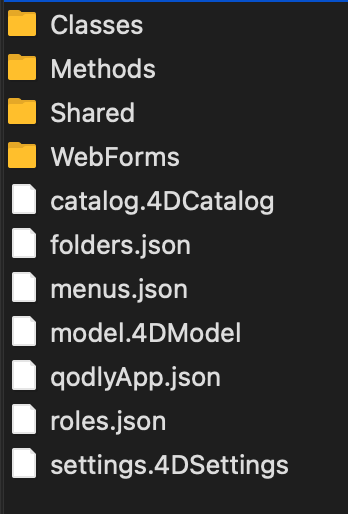 Classes
Methods
Shared
WebForms
catalog.4DCatalog
folders.json
menus.json
model.4DModel
qodlyApp.json
roles.json
settings.4DSettings